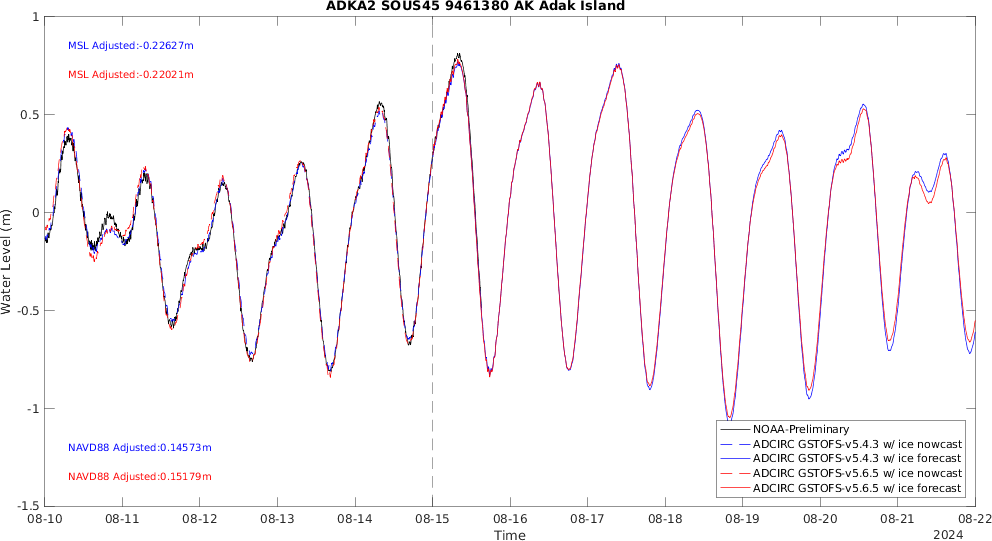 ADKA2 SOUS45 9461380 AK Adak Island
MSL Adjusted:-0.22627m
MSL Adjusted:-0.22021m
NAVD88 Adjusted:0.14573m
NAVD88 Adjusted:0.15179m
Water Level (m)
1
0.5
0
-0.5
-1
-1.5
NOAA-Preliminary
ADCIRC GSTOFS-v5.4.3 w/ ice nowcast
ADCIRC GSTOFS-v5.4.3 w/ ice forecast
ADCIRC GSTOFS-v5.6.5 w/ ice nowcast
ADCIRC GSTOFS-v5.6.5 w/ ice forecast
08-10 08-11 08-12 08-13 08-14 08-15 08-16 08-17 08-18 08-19 08-20 08-21 08-22
Time
2024